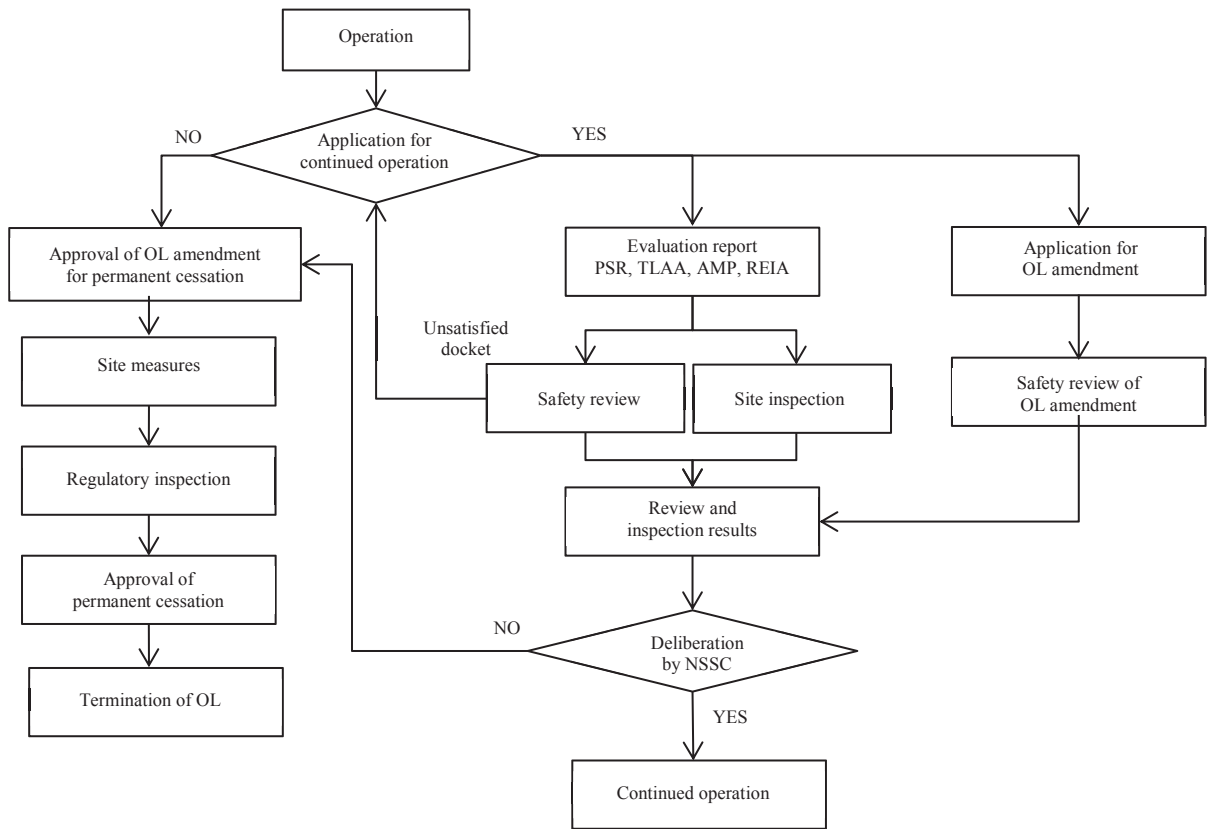 Operation
NO
Application for
continued operation
YES
Approval of OL amendment
for permanent cessation
Evaluation report
PSR, TLAA, AMP, REIA
Application for
OL amendment
Unsatisfied
docket
Site measures
Safety review
Site inspection
Safety review of
OL amendment
Regulatory inspection
Review and
inspection results
Approval of
permanent cessation
NO
Deliberation
by NSSC
Termination of OL
YES
Continued operation